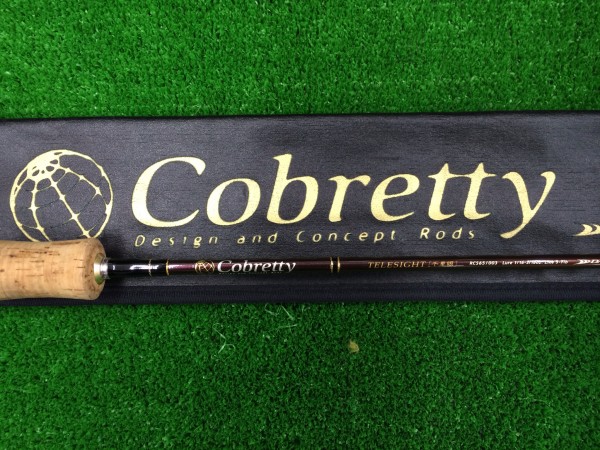 Cobretty
Design and Concept Rods
Cobretty TELESIGHT